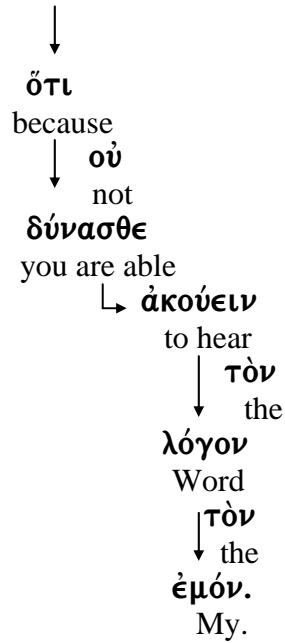 ὅτι
because
οὐ
not
δύνασθε
you are able
ἀκούειν
to hear
τὸν
the
λόγον
Word
τὸν
the
ἐμόν.
My.